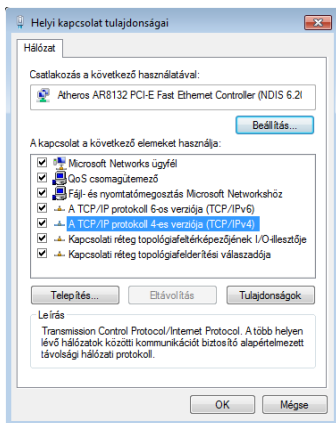 Helyi kapcsolat tulajdonságai
Hálózat
Csatlakozás a következő használatával:
Atheros AR8132 PCI-E Fast Ethernet Controller (NDIS 6.2(
Beállítás...
A kapcsolat a következő elemeket használja:
Microsoft Networks ügyfél
QoS csomagütemező
Fájl- és nyomtatómegosztás Microsoft Networkshöz
A TCP/IP protokoll 6-os verziója (TCP/IPv6)
A TCP/IP protokoll 4-es verziója (TCP/IPv4)
Kapcsolati réteg topológiafeltérképezőjének I/O-illesztője
Kapcsolati réteg topológiafelderítési válaszadója
Telepítés...
Eltávolítás
Tulajdonságok
Leírás
Transmission Control Protocol/Internet Protocol. A több helyen
lévő hálózatok közötti kommunikációt biztosító alapértelmezett
távolsági hálózati protokoll.
OK
Mégse